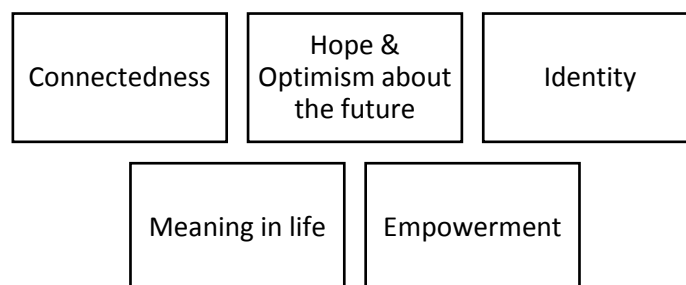 Connectedness
Hope &
Optimism about
the future
Identity
Meaning in life
Empowerment